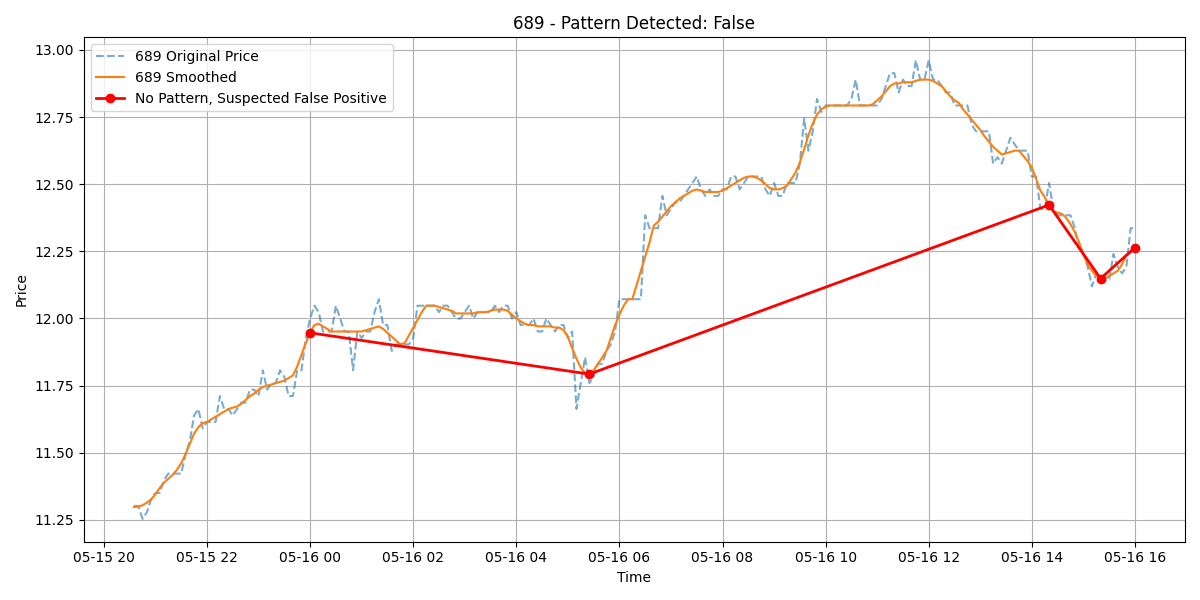 689 - Pattern Detected: False
689 Original Price
689 Smoothed
No Pattern, Suspected False Positive
Price
13.00
12.75
12.50
12.25
12.00
11.75
11.50
11.25
05-15 20 05-15 22 05-16 00 05-16 02 05-16 04 05-16 06 05-16 08 05-16 10 05-16 12 05-16 14 05-16 16
Time